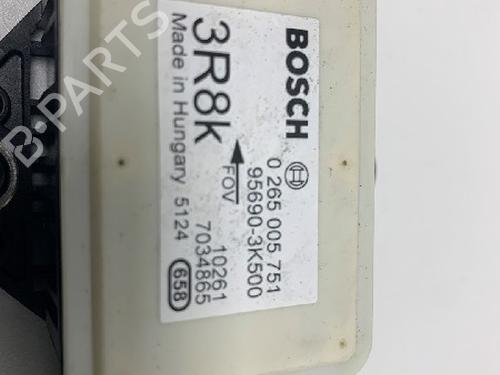 BOSCH
0 265 005 751
95690-3K500
3R8k
FOV
10261
7034865
Made in Hungary 5124
658
B-PARTS